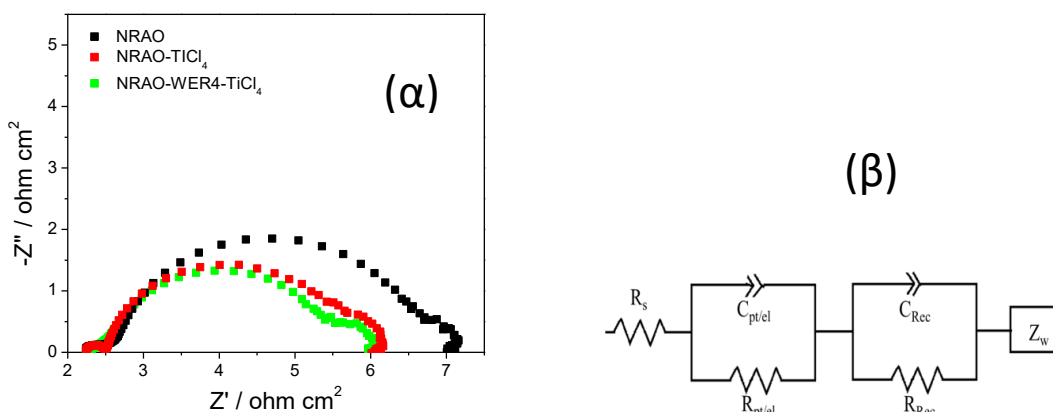 NRAO
NRAO-TICl4
NRAO-WER4-TiCl4
(α)
5
4
3
2
1
0
-Z'' / ohm cm2
2 3 4 5 6 7
Z' / ohm cm2
(β)
Rs
Cpt/el
Rpt/el
CRec
RRec
Zw